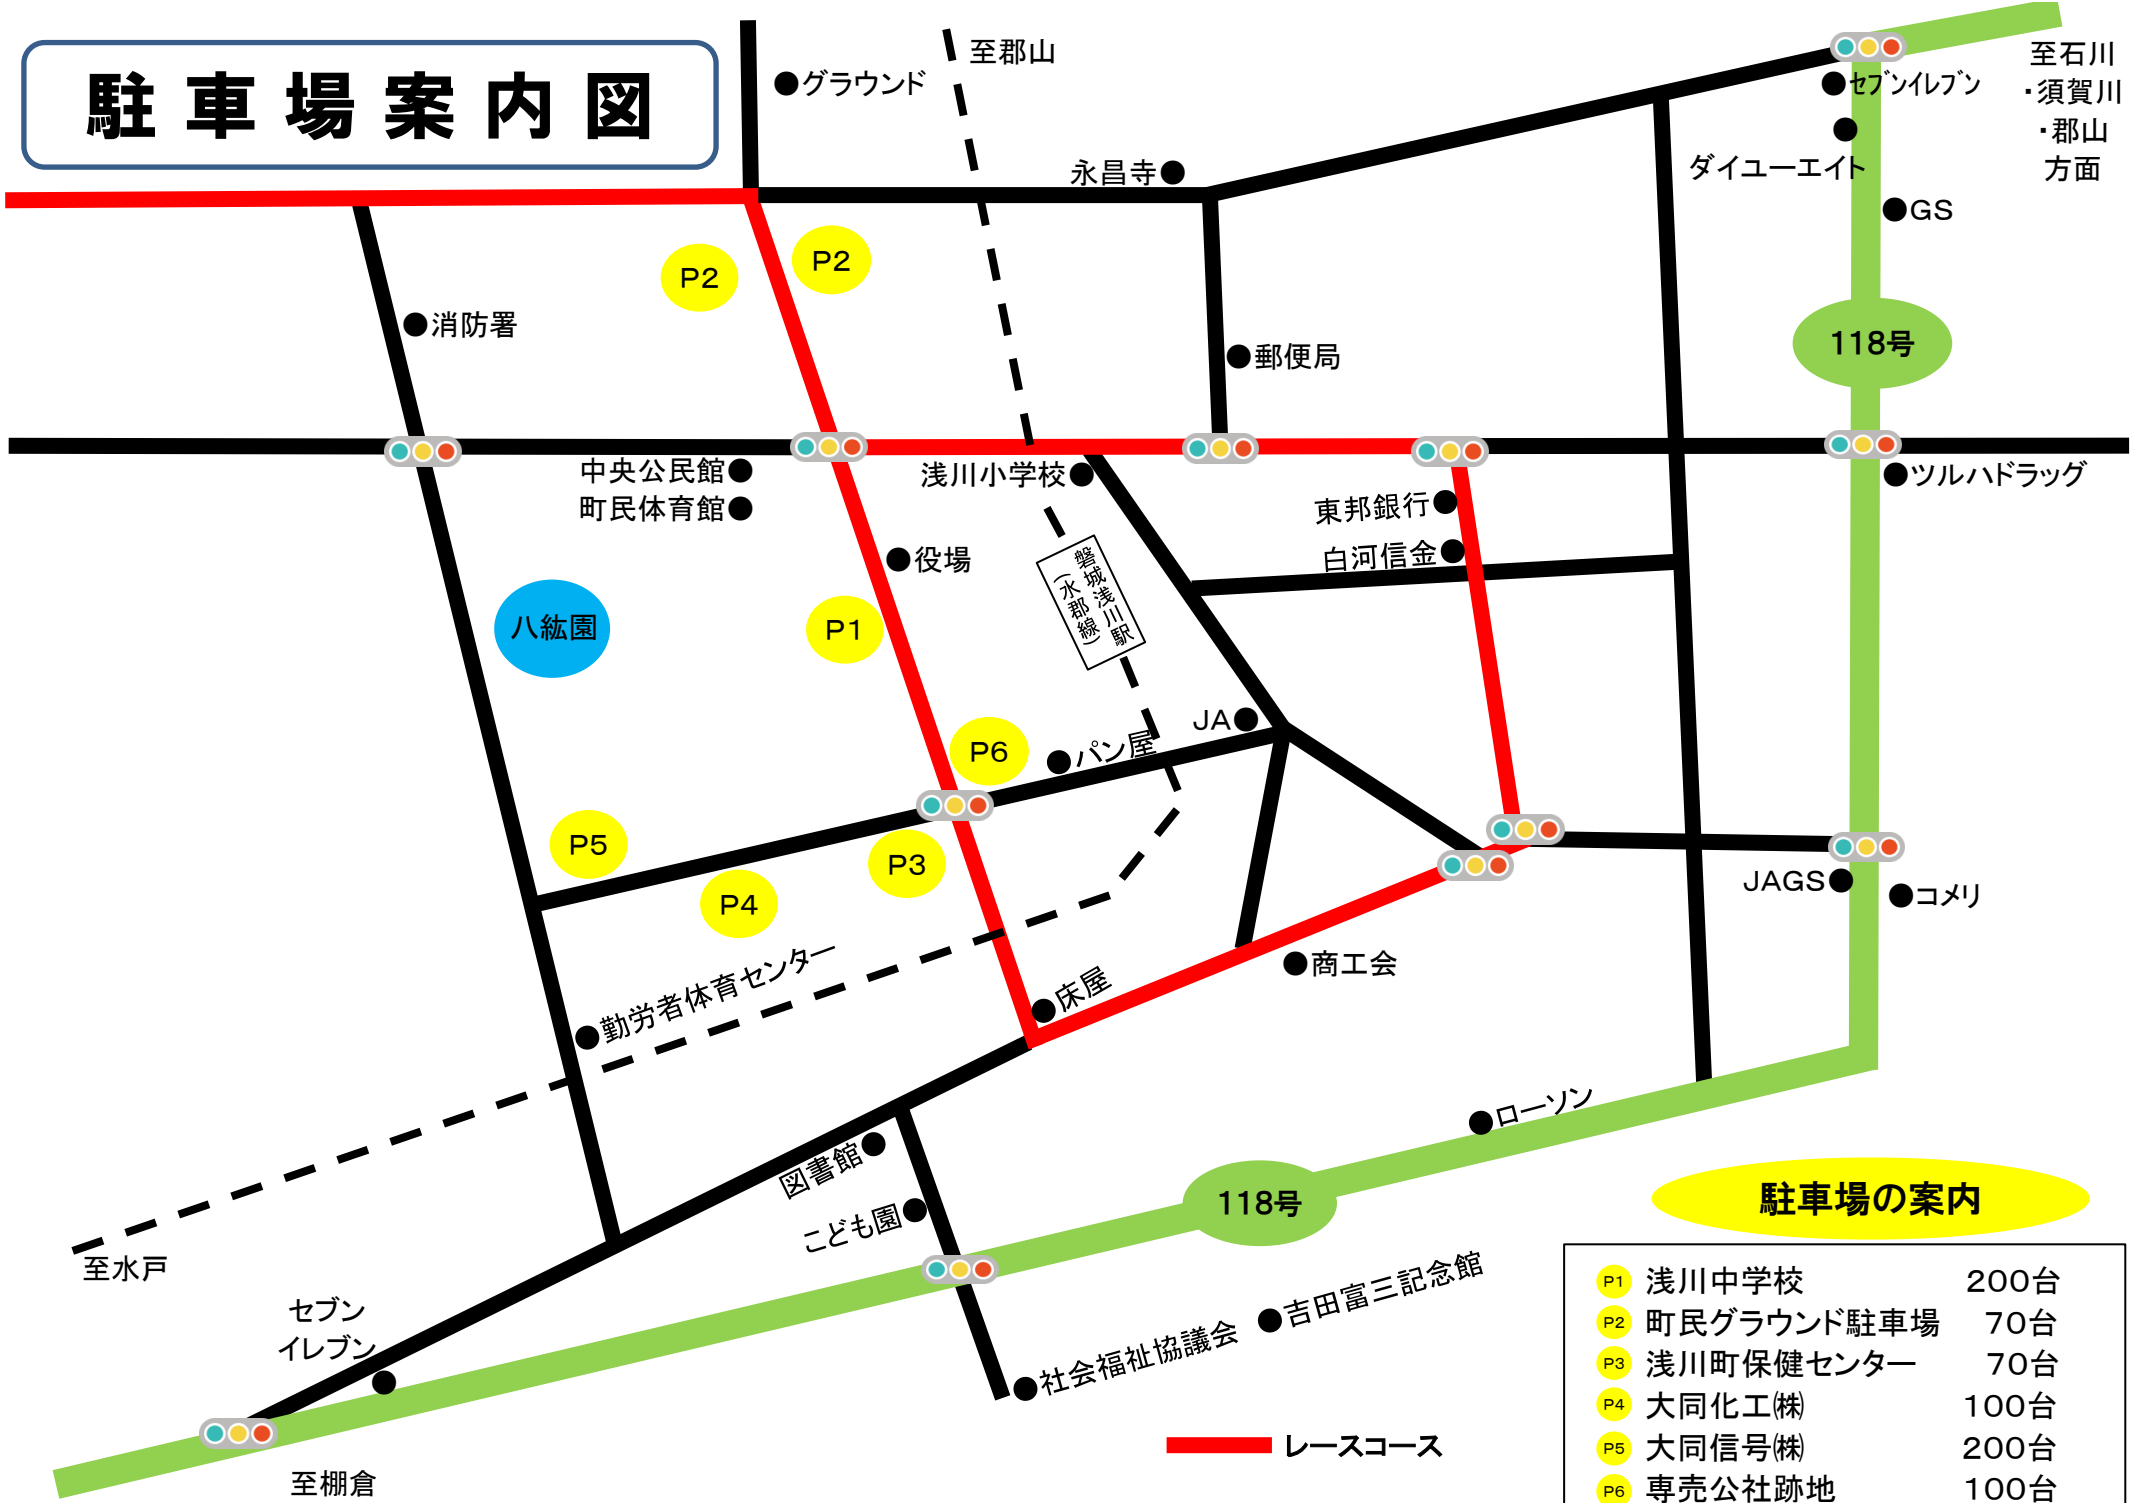 駐車場案内図
グラウンド
至郡山
セブンイレブン
至石川
・須賀川
・郡山
方面
ダイユーエイト
永昌寺
GS
P2
P2
消防署
118号
郵便局
中央公民館
町民体育館
浅川小学校
東邦銀行
ツルハドラッグ
白河信金
役場
磐城浅川駅
(水郡線)
八紘園
P1
JA
P6
パン屋
P5
P3
P4
JAGS
コメリ
勤労者体育センター
床屋
商工会
ローソン
図書館
こども園
118号
至水戸
セブン
イレブン
吉田富三記念館
社会福祉協議会
至棚倉
レースコース
駐車場の案内
P1 浅川中学校 200台
P2 町民グラウンド駐車場 70台
P3 浅川町保健センター 70台
P4 大同化工㈱ 100台
P5 大同信号㈱ 200台
P6 専売公社跡地 100台